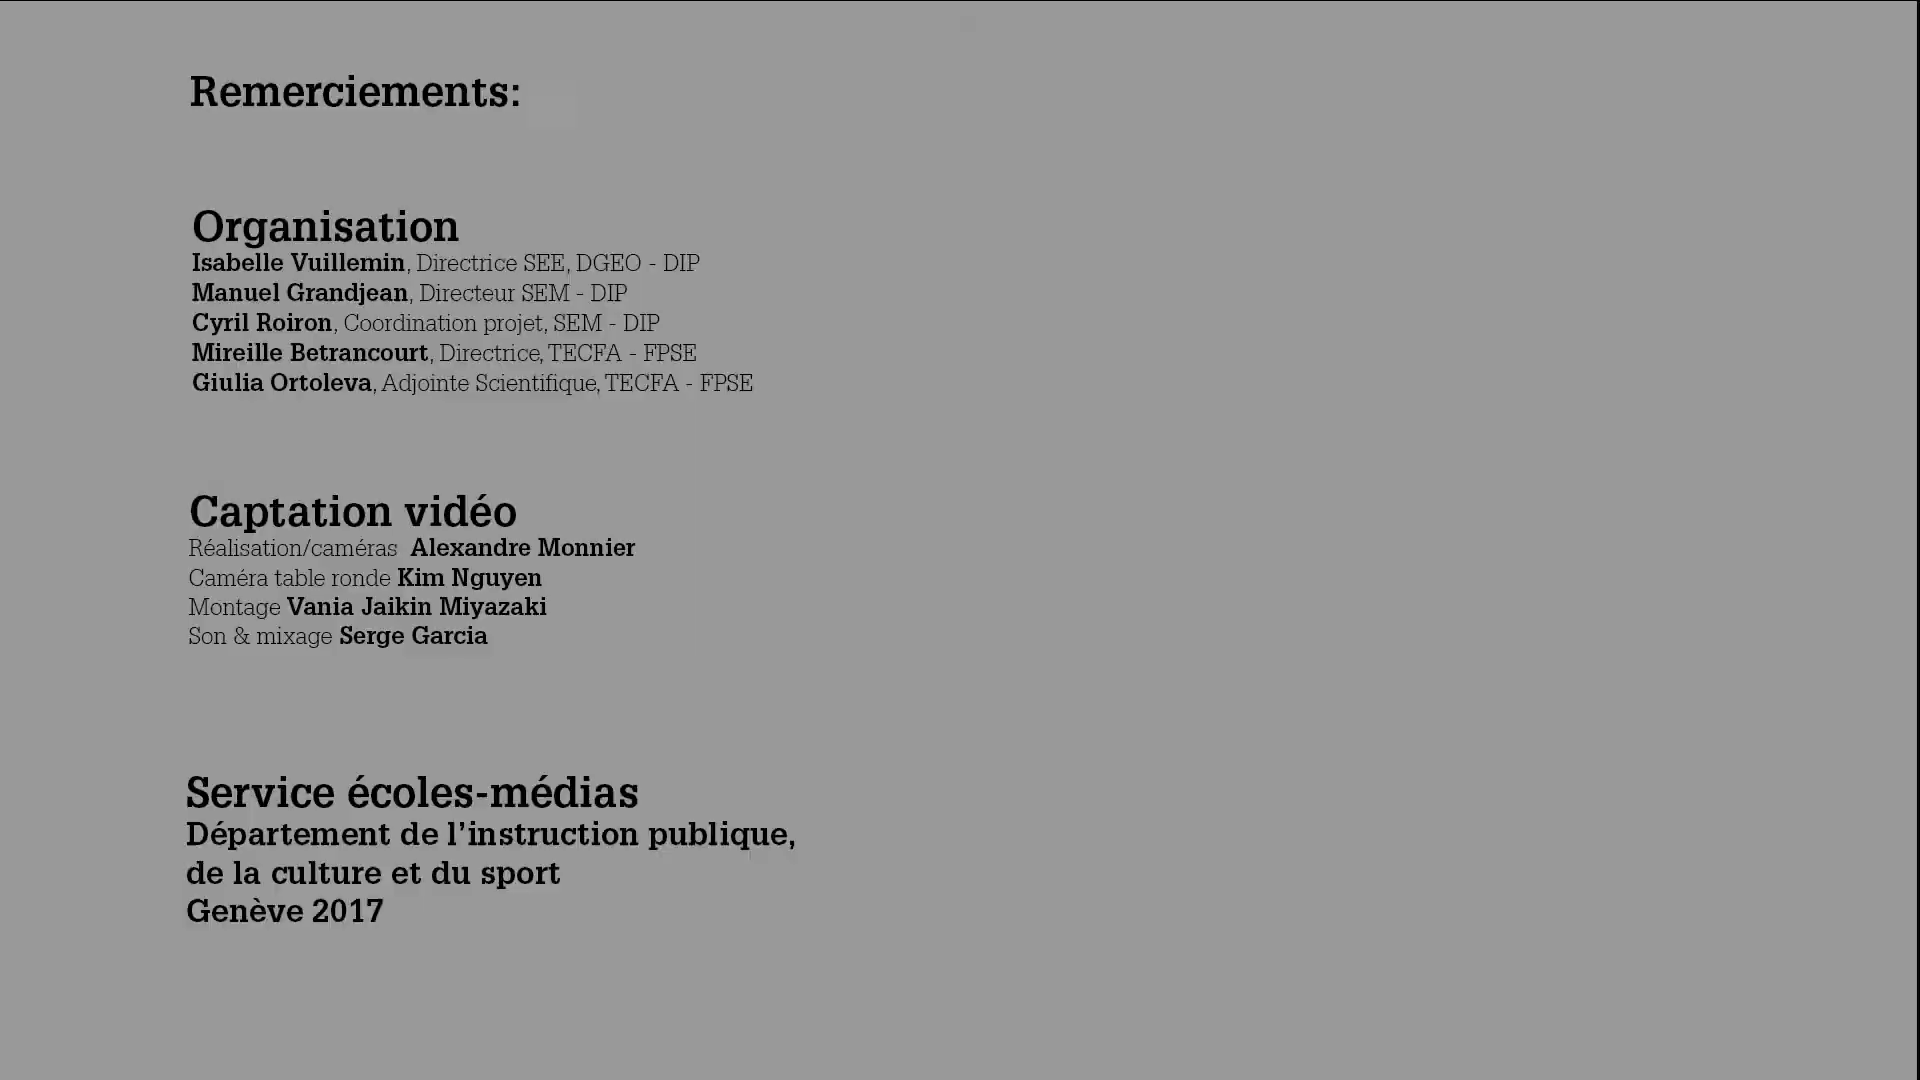 Remerciements:
Organisation
Isabelle Vuillemin, Directrice SEE, DGEO - DIP
Manuel Grandjean, Directeur SEM - DIP
Cyril Roiron, Coordination projet, SEM - DIP
Mireille Betrancourt, Directrice, TECFA - FPSE
Giulia Ortoleva, Adjointe Scientifique, TECFA - FPSE
Captation vidéo
Réalisation/caméras Alexandre Monnier
Caméra table ronde Kim Nguyen
Montage Vania Jaikin Miyazaki
Son & mixage Serge Garcia
Service écoles-médias
Département de l’instruction publique,
de la culture et du sport
Genève 2017